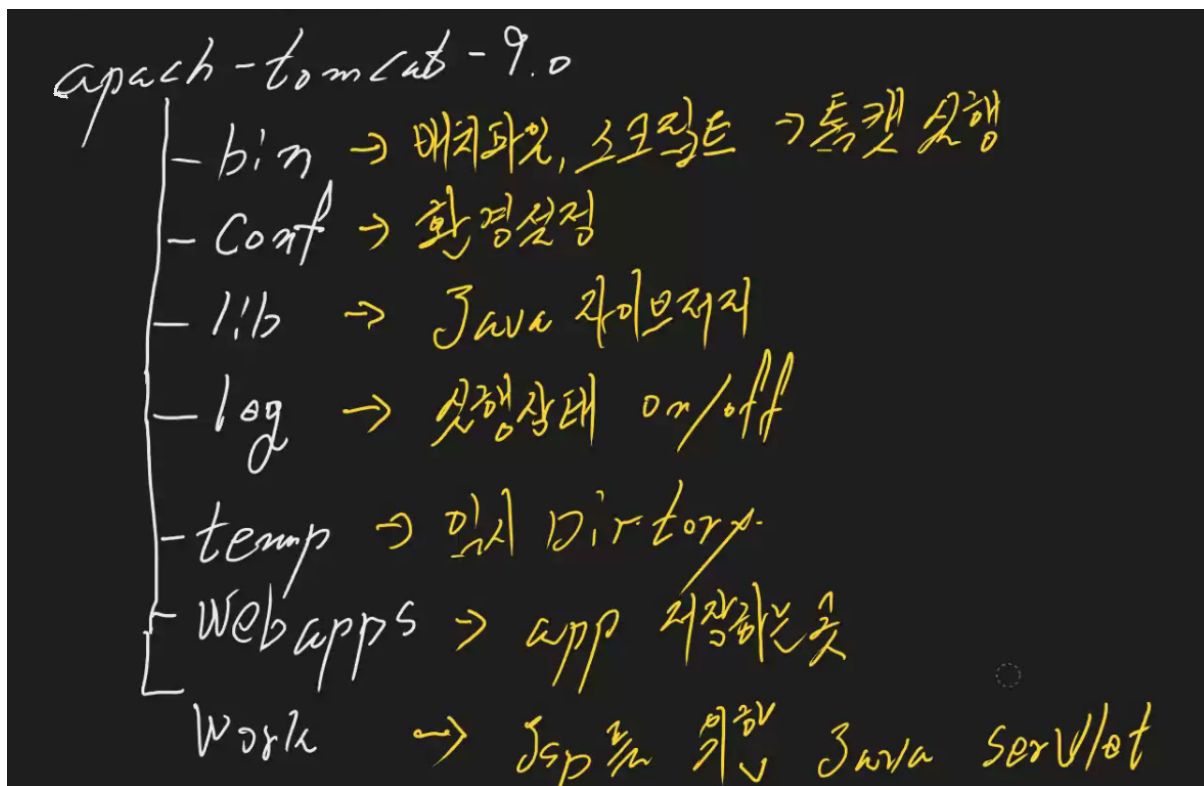 apach-tomcat-9.0
bin → 배치파일, 스크립트 → 톰캣 실행
conf → 환경설정
lib → Java 라이브러리
log → 실행상태 on/off
temp → 임시 Dirtory.
Webapps → app 저장하는 곳
Work → Jsp를 위한 Java servlet